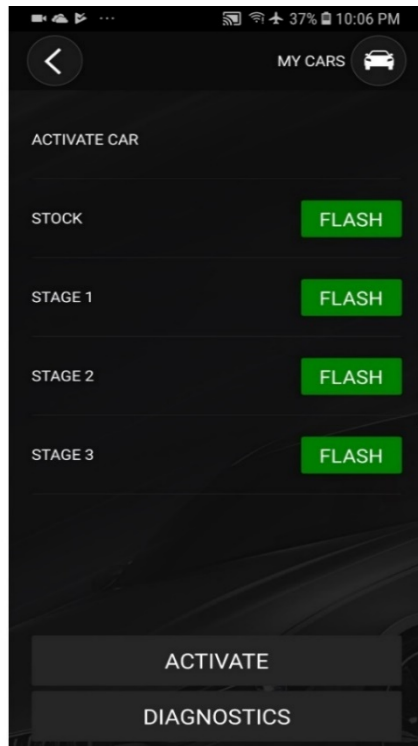 37% 10:06 PM
MY CARS
ACTIVATE CAR
STOCK FLASH
STAGE 1 FLASH
STAGE 2 FLASH
STAGE 3 FLASH
ACTIVATE
DIAGNOSTICS